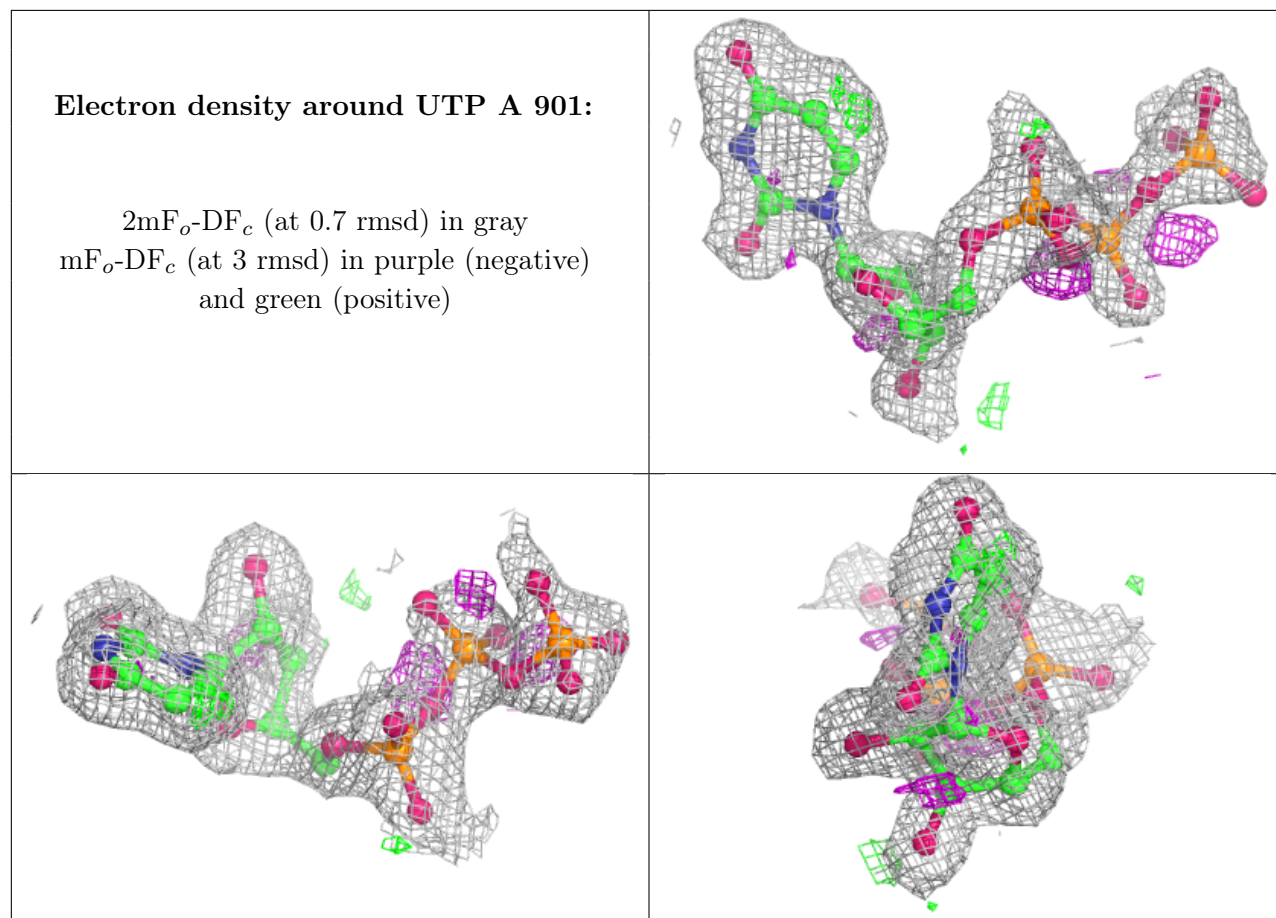 Electron density around UTP A 901:
2mFo-DFc (at 0.7 rmsd) in gray
mFo-DFc (at 3 rmsd) in purple (negative)
and green (positive)